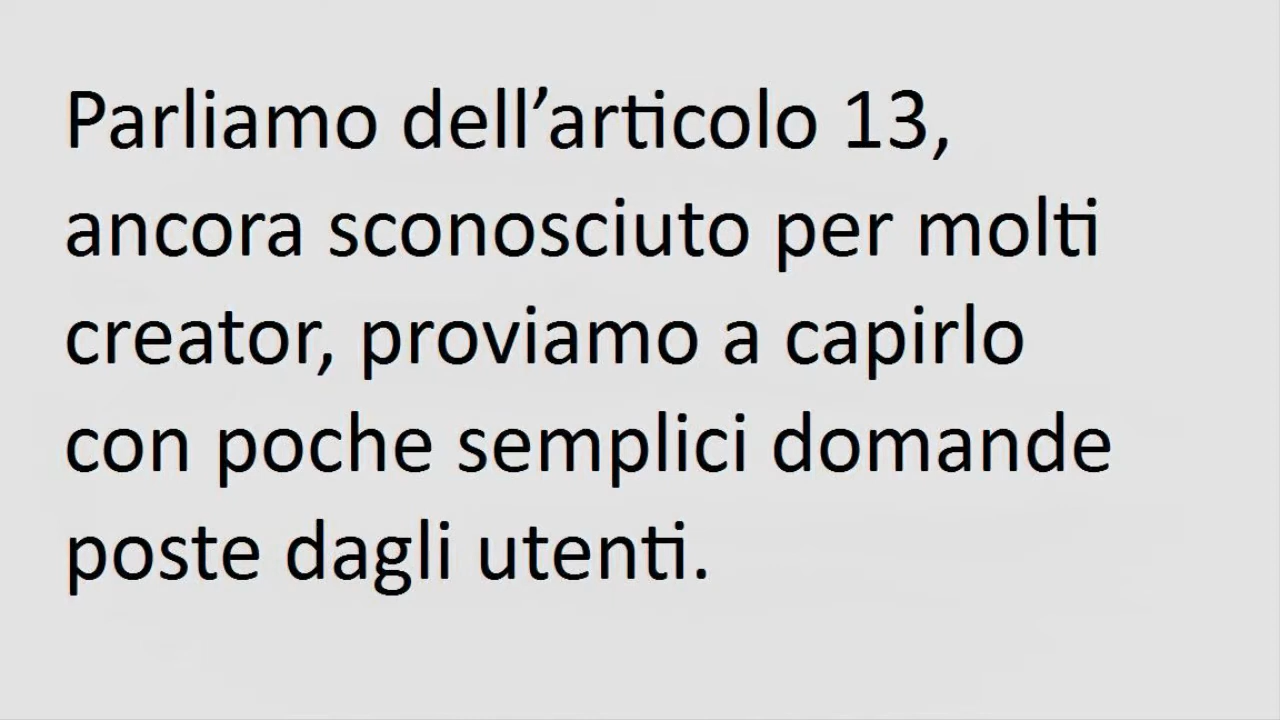 Parliamo dell’articolo 13,
ancora sconosciuto per molti
creator, proviamo a capirlo
con poche semplici domande
poste dagli utenti.